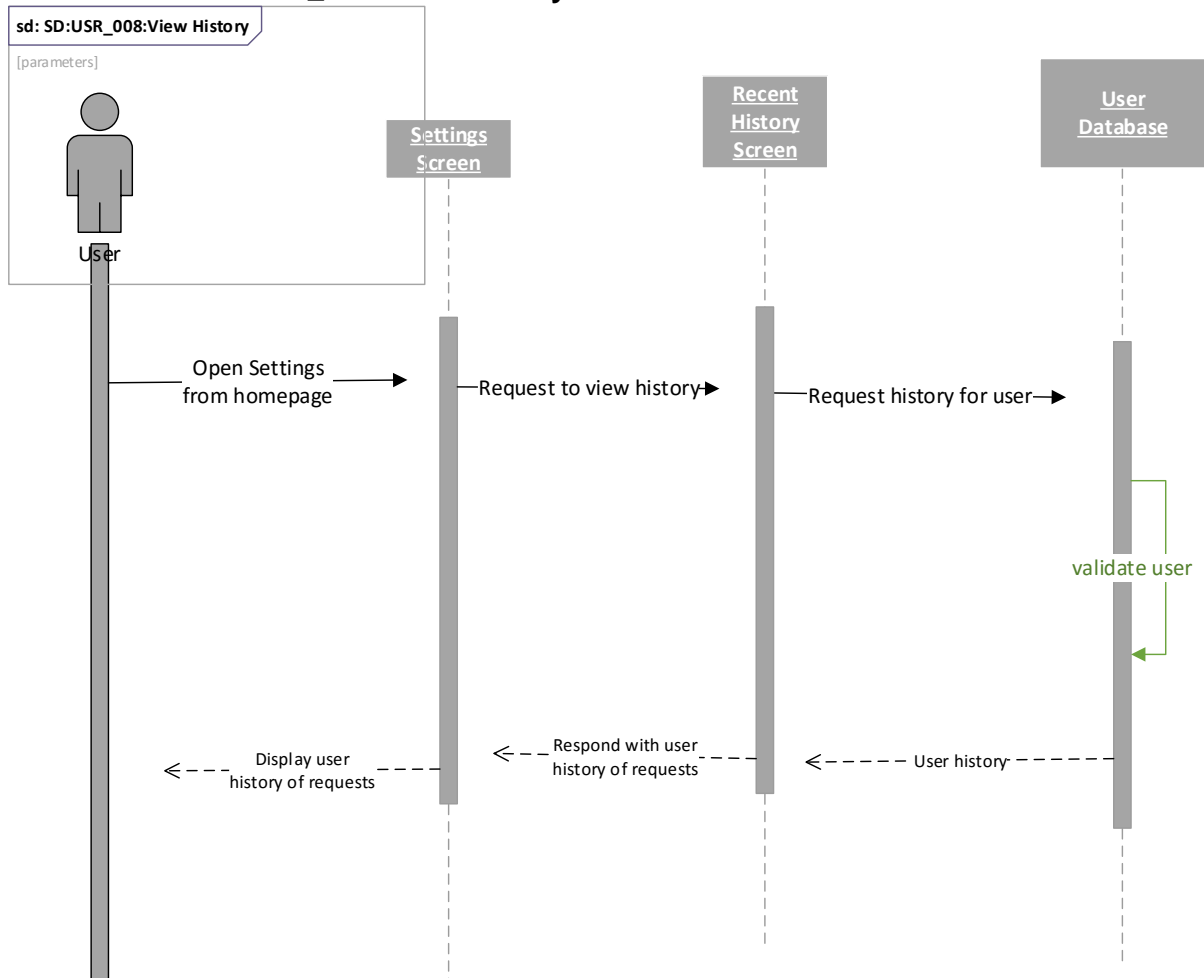 sd: SD:USR_008:View History
[parameters]
User
Settings
Screen
Recent
History
Screen
User
Database
Open Settings
from homepage
Request to view history
Request history for user
validate user
Display user
history of requests
Respond with user
history of requests
User history